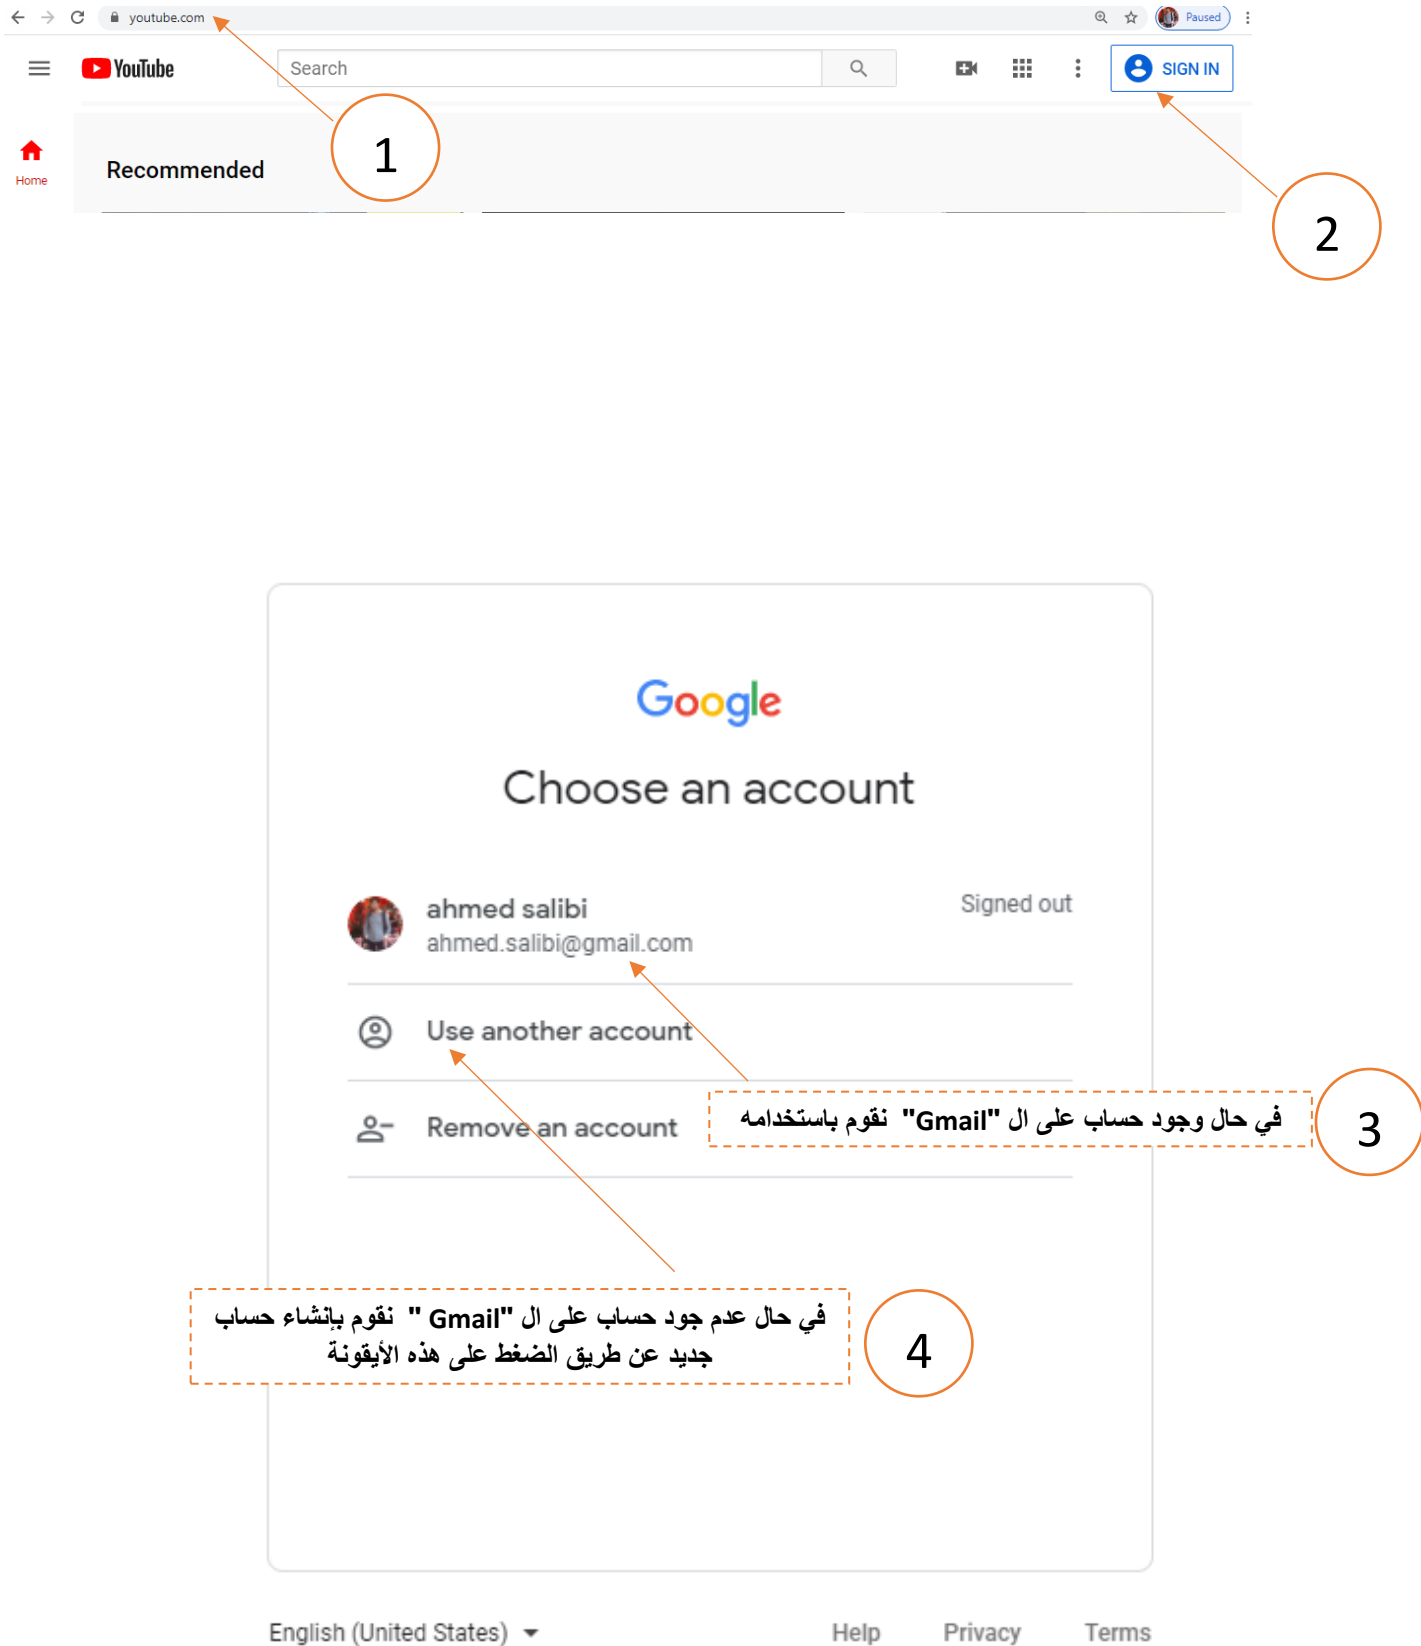 youtube.com
Paused
YouTube
Search
SIGN IN
1
Home
Recommended
2
Google
Choose an account
ahmed salibi
Signed out
ahmed.salibi@gmail.com
Use another account
في حال وجود حساب على ال "Gmail" نقوم باستخدامه
3
Remove an account
في حال عدم جود حساب على ال "Gmail " نقوم بإنشاء حساب
جديد عن طريق الضغط على هذه الأيقونة
4
English (United States)
Help
Privacy
Terms